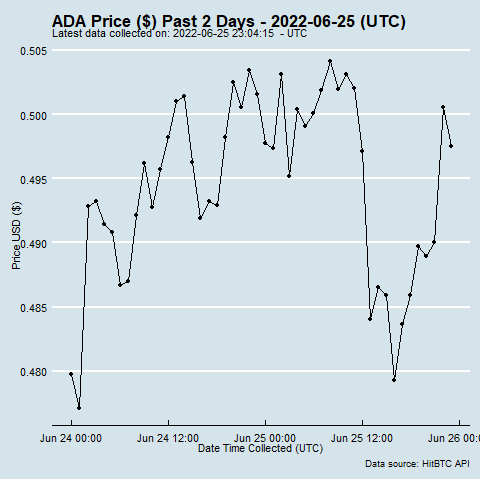 ADA Price ($) Past 2 Days - 2022-06-25 (UTC)
Latest data collected on: 2022-06-25 23:04:15  - UTC
0.505
0.500
0.495
0.490
0.485
0.480
Price USD ($)
Jun 24 00:00
Jun 24 12:00
Jun 25 00:00
Jun 25 12:00
Jun 26 00:0
Date Time Collected (UTC)
Data source: HitBTC API